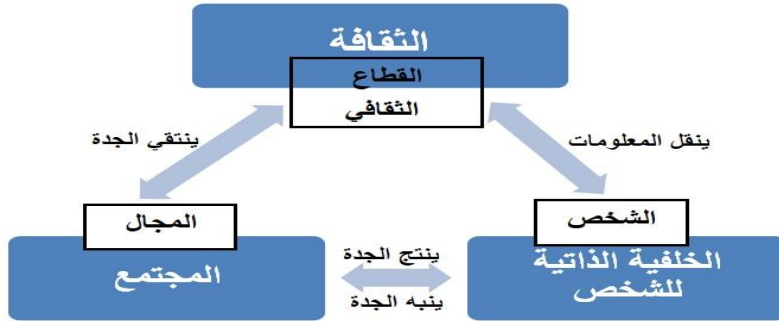 الثقافة
القطاع
الثقافي
ينقل المعلومات
ينتقي الجدة
الشخص
المجال
الخلفية الذاتية
للشخص
ينتج الجدة
ينبه الجدة
المجتمع